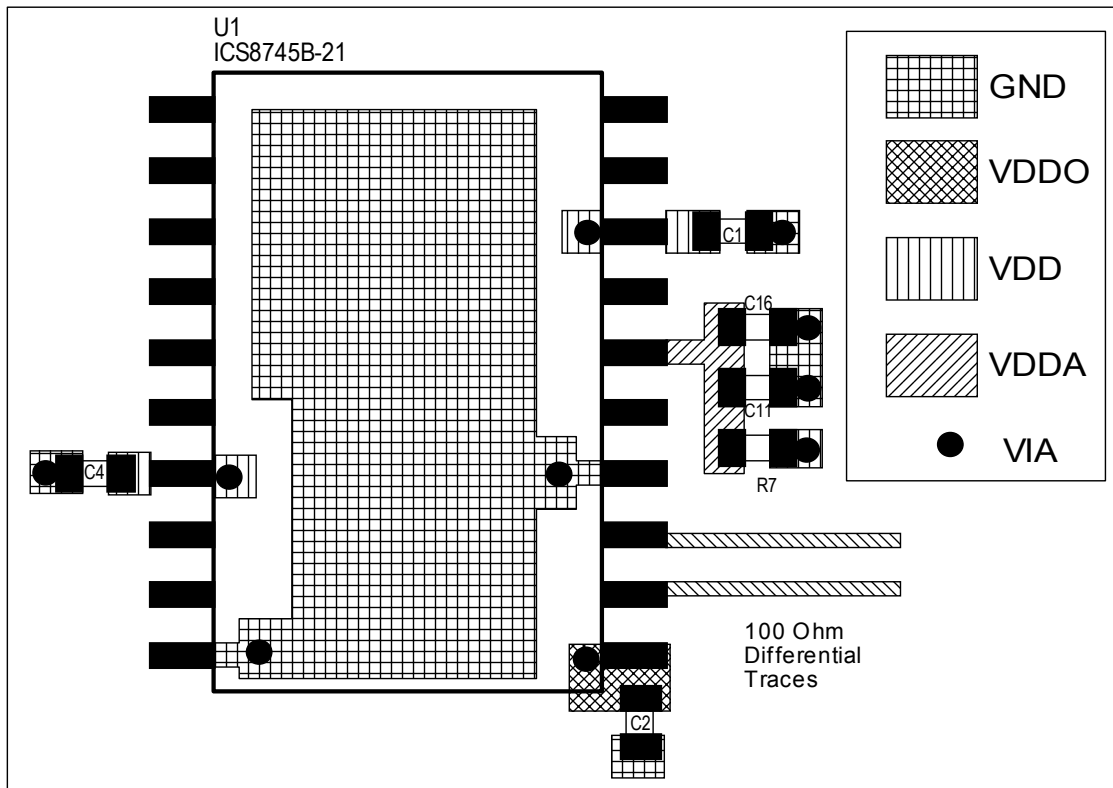 U1
ICS8745B-21
GND
VDDO
VDD
VDDA
VIA
C1
C16
C11
R7
C4
100 Ohm
Differential
Traces
C2